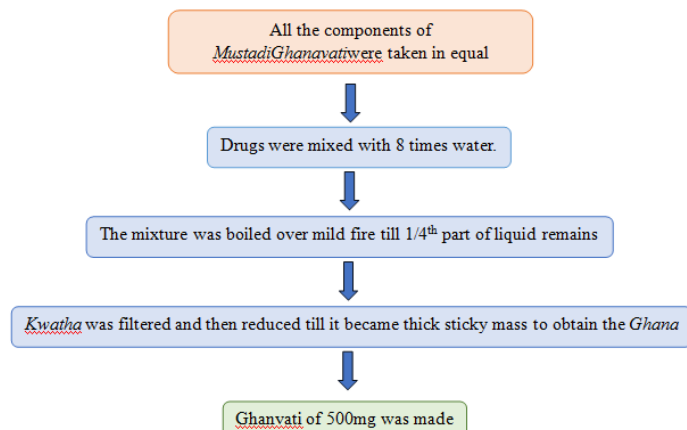 All the components of
MustadiGhanavatiwere taken in equal
Drugs were mixed with 8 times water.
The mixture was boiled over mild fire till 1/4th part of liquid remains
Kwatha was filtered and then reduced till it became thick sticky mass to obtain the Ghana
Ghanvati of 500mg was made